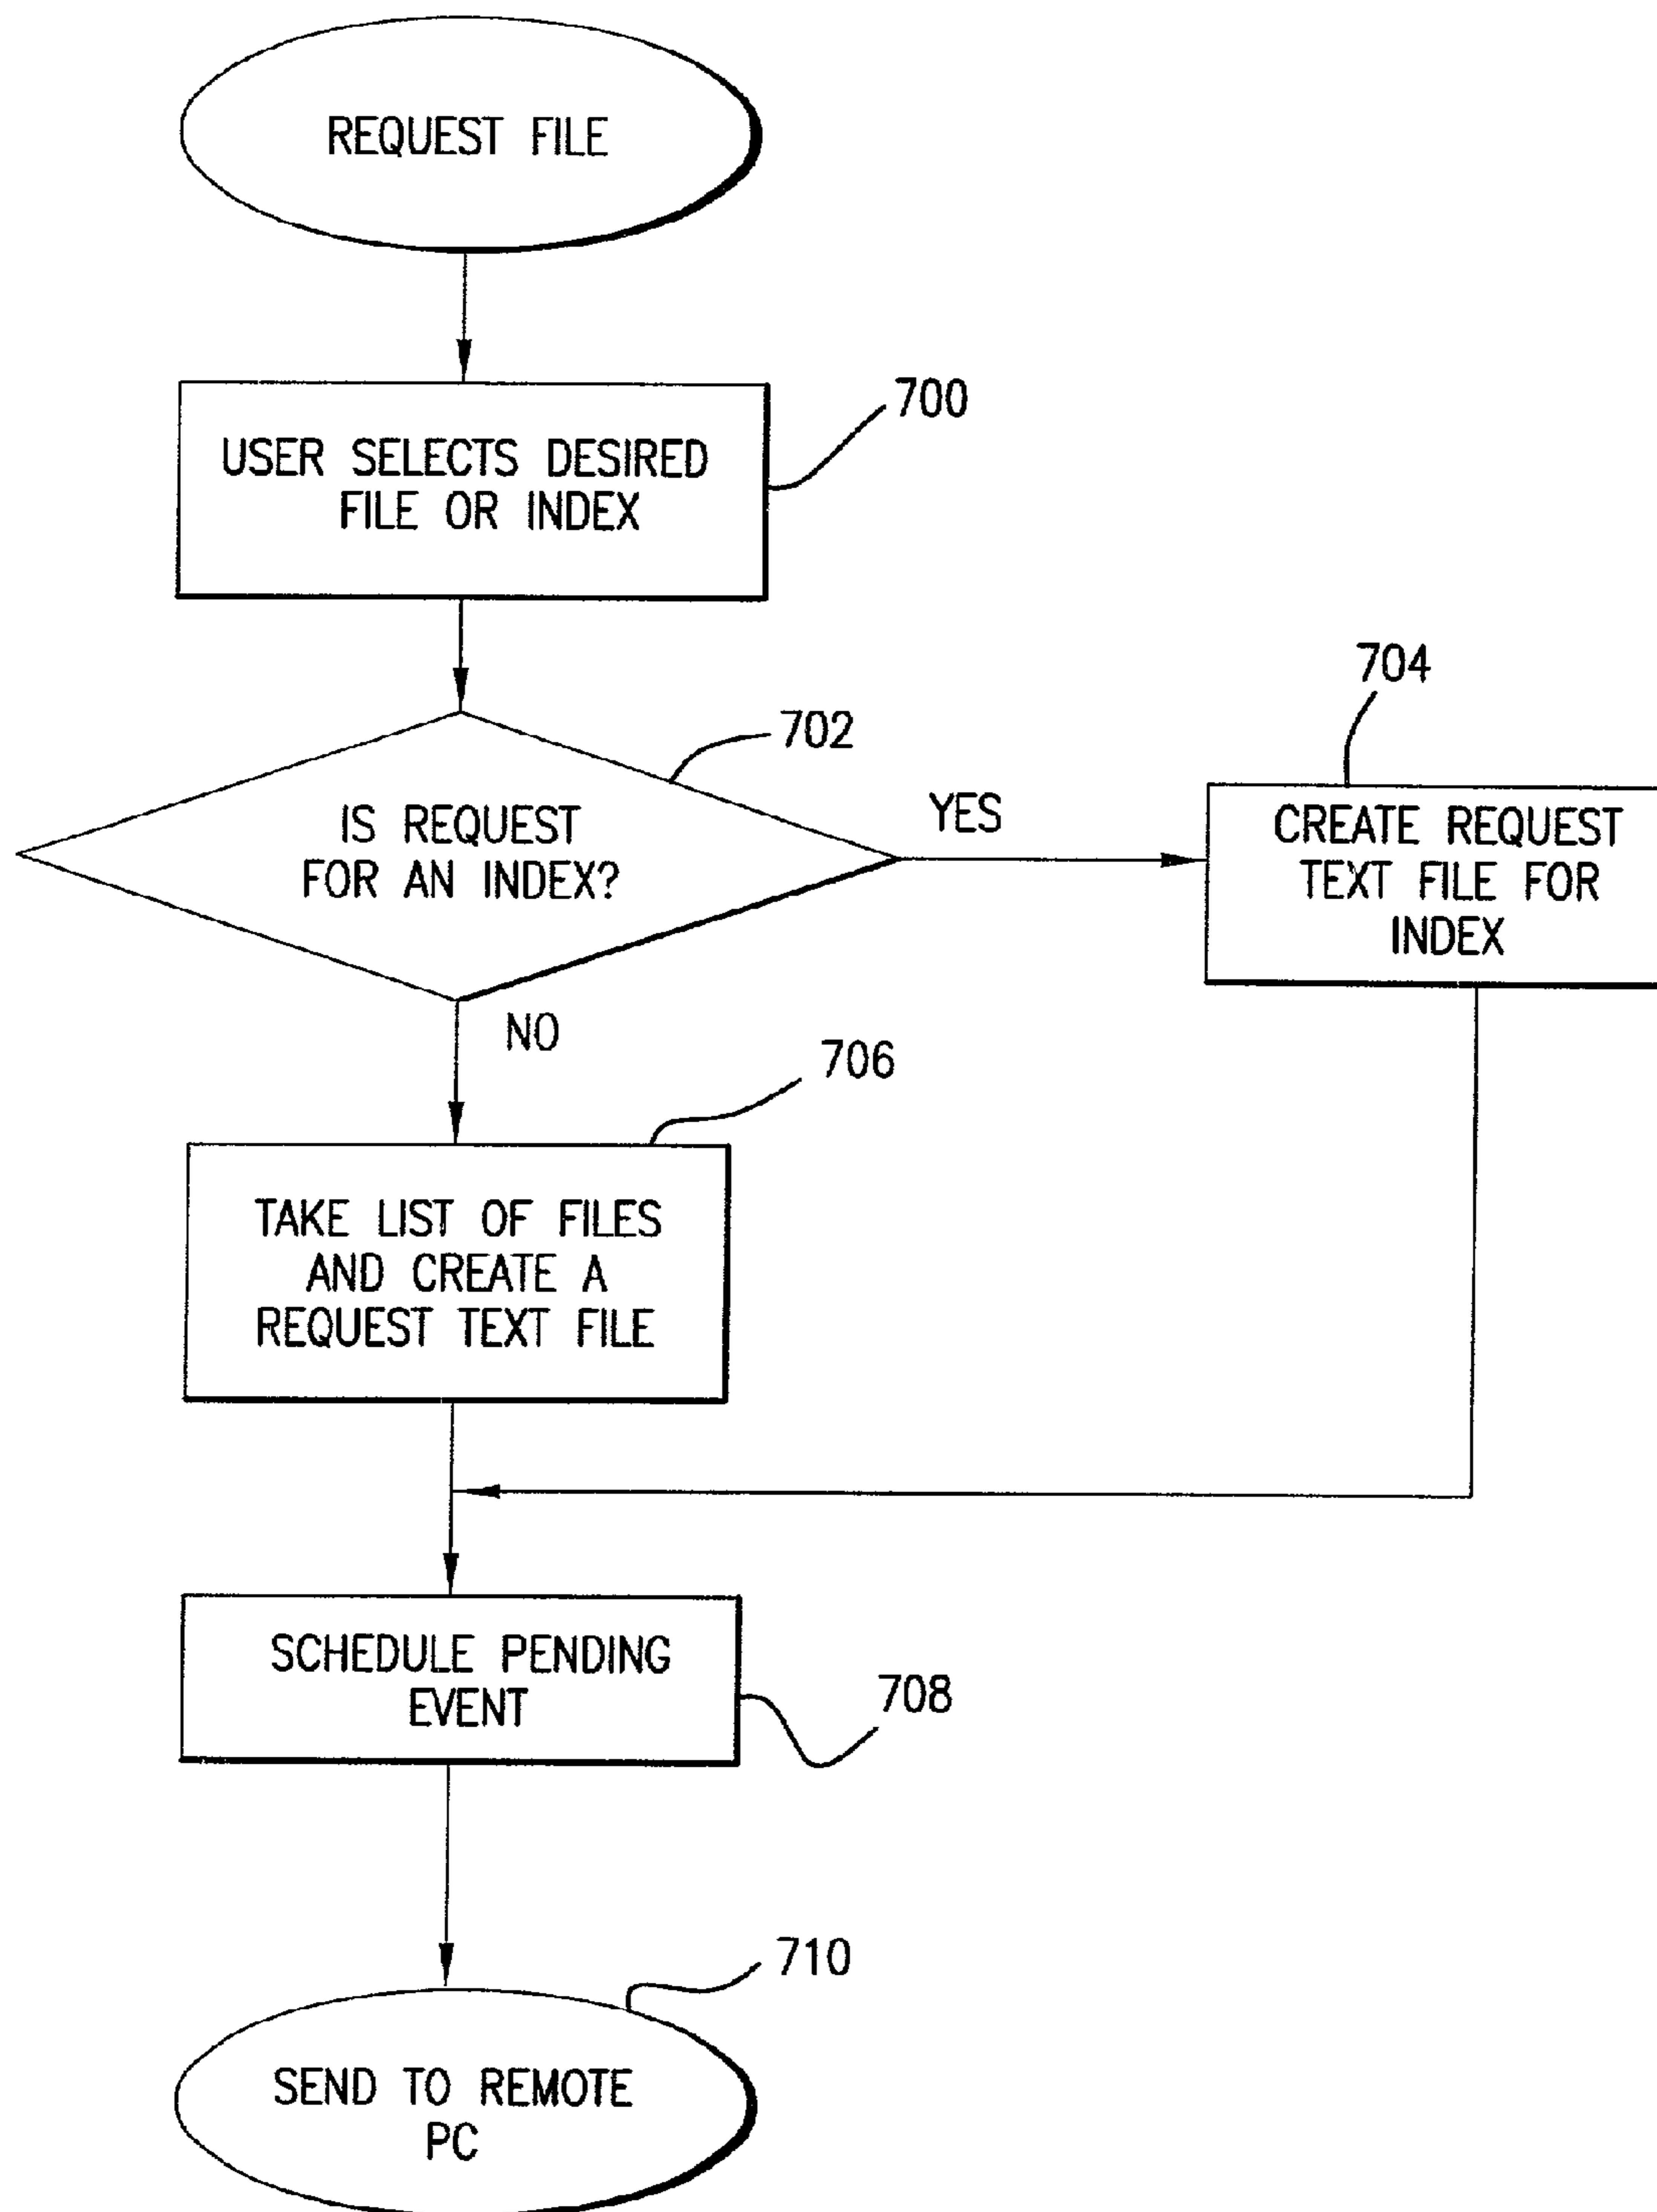 REQUEST FILE
700
USER SELECTS DESIRED
FILE OR INDEX
702
IS REQUEST
FOR AN INDEX?
YES
704
CREATE REQUEST
TEXT FILE FOR
INDEX
NO
706
TAKE LIST OF FILES
AND CREATE A
REQUEST TEXT FILE
SCHEDULE PENDING
EVENT
708
710
SEND TO REMOTE
PC